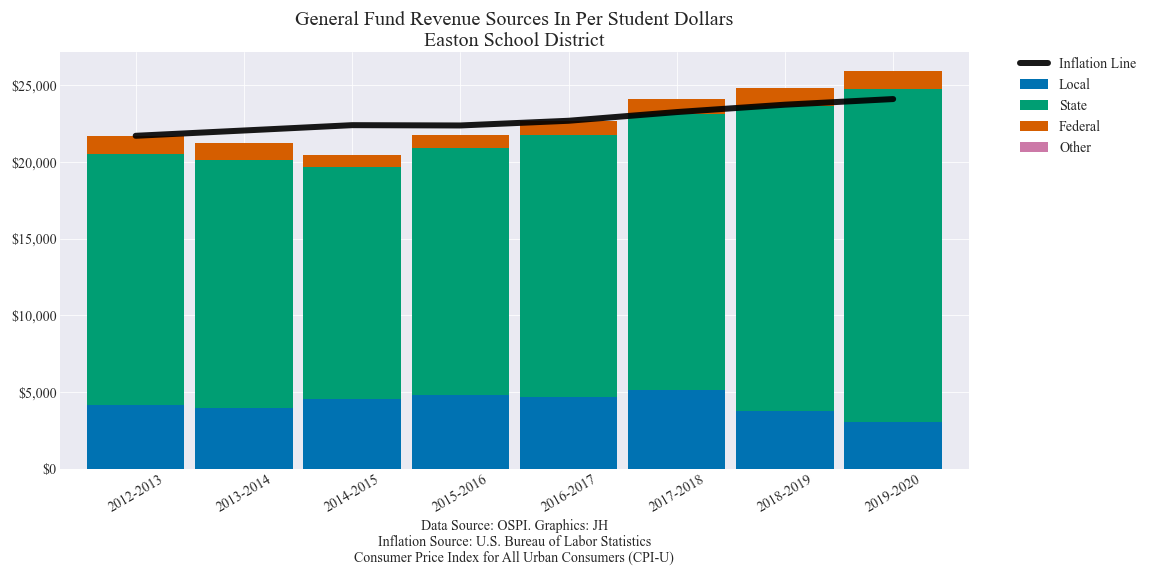 General Fund Revenue Sources In Per Student Dollars
Easton School District
Inflation Line
Local
State
Federal
Other
$25,000
$20,000
$15,000
$10,000
$5,000
$0
2012-2013
2013-2014
2014-2015
2015-2016
2016-2017
2017-2018
2018-2019
2019-2020
Data Source: OSPI. Graphics: JH
Inflation Source: U.S. Bureau of Labor Statistics
Consumer Price Index for All Urban Consumers (CPI-U)